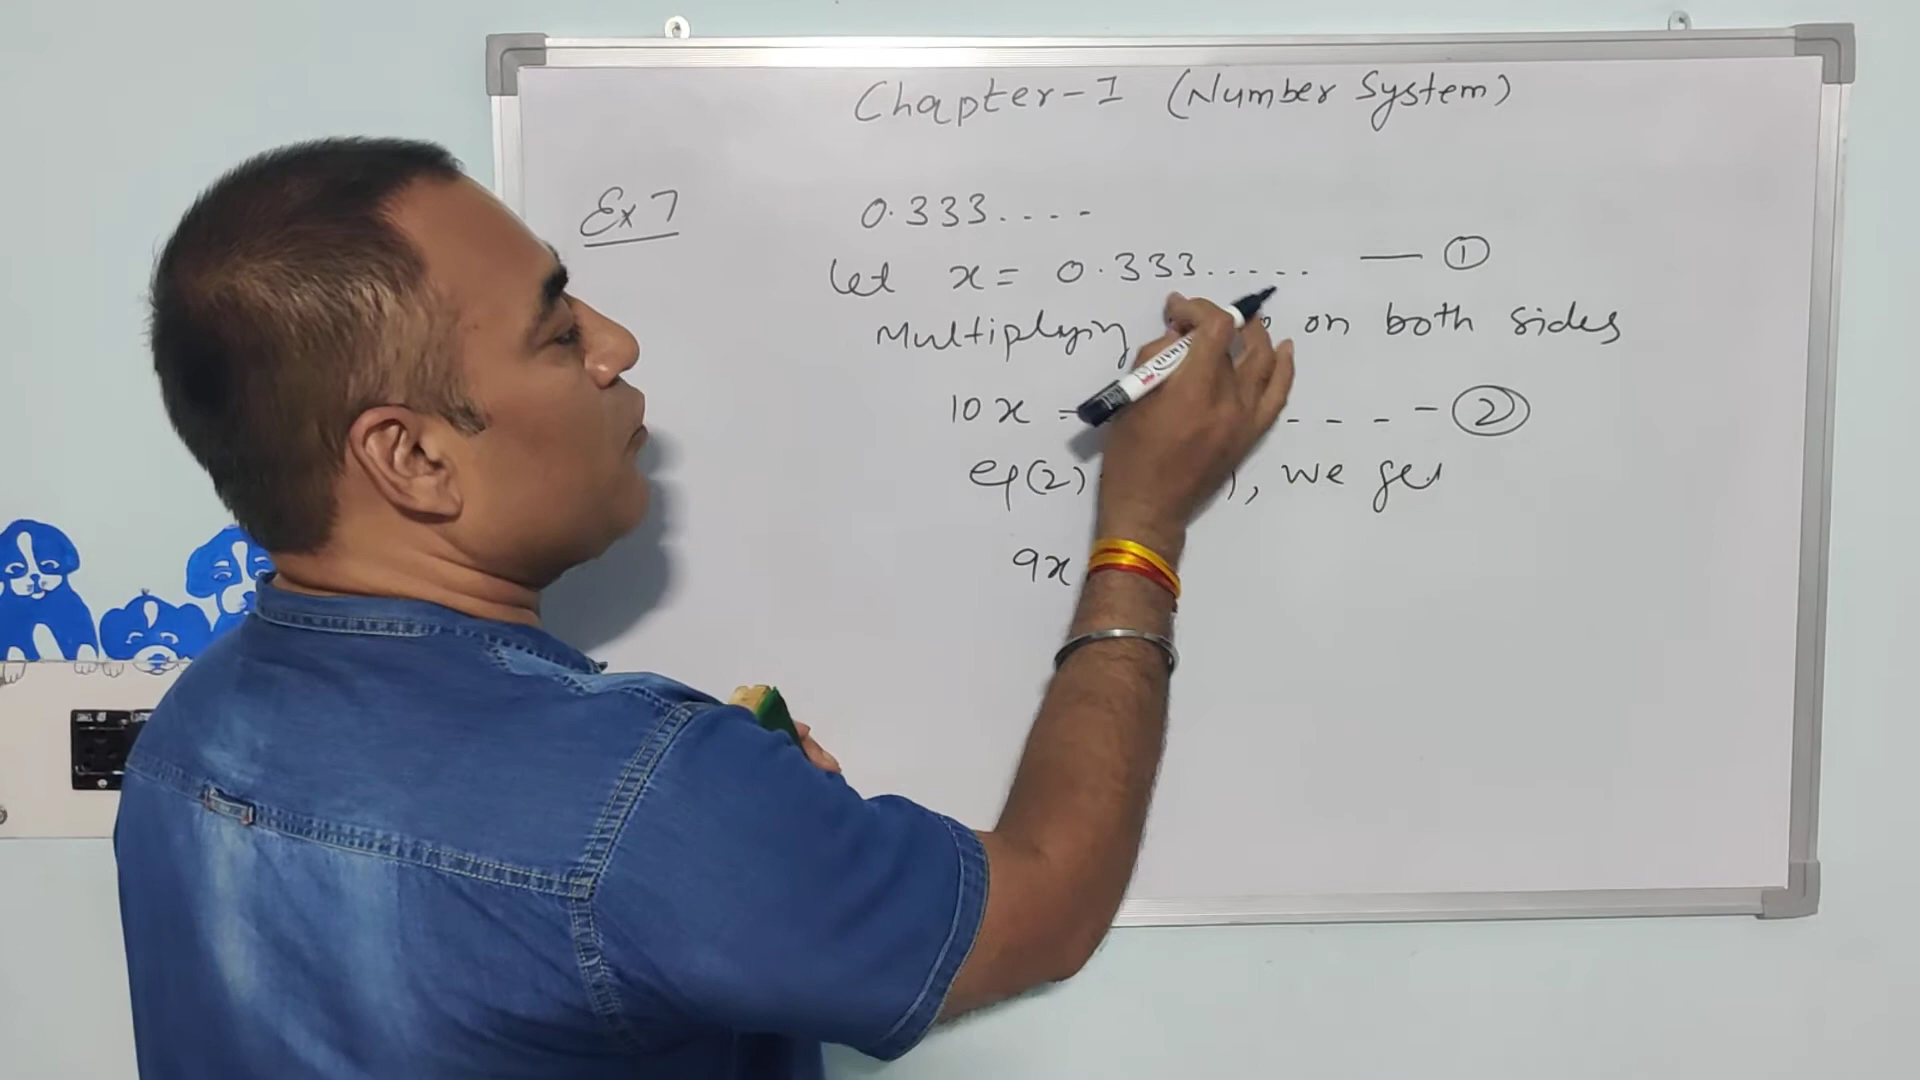 Chapter-I (Number System)
Ex 7
0.333....
Let x = 0.333..... — ①
Multiplying on both sides
10x = - - - - ②
eq(2) ), we get
9x